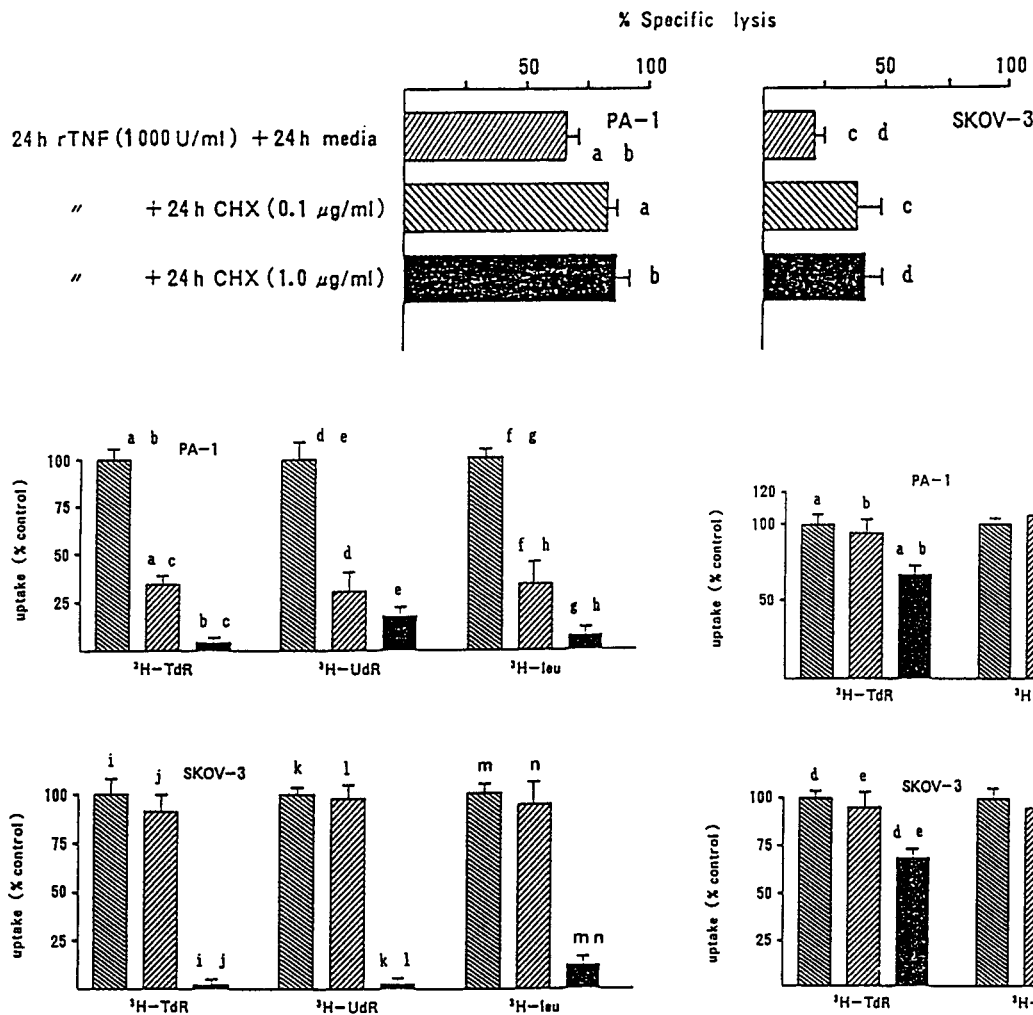 % Specific lysis
50 100 50 100
PA-1 SKOV-3
24h rTNF (1000 U/ml) +24h media
a b c d
〃 +24h CHX (0.1 μg/ml)
a c
〃 +24h CHX (1.0 μg/ml)
b d
PA-1
uptake (% control)
100
75
50
25
a b d e f g
a c d f h
b c e g h
³H-TdR ³H-UdR ³H-leu
PA-1
uptake (% control)
120
100
50
a b
a b
³H-TdR ³H
SKOV-3
uptake (% control)
100
75
50
25
i j k l m n
i j k l m n
³H-TdR ³H-UdR ³H-leu
SKOV-3
uptake (% control)
100
75
50
25
d e
d e
³H-TdR ³H-